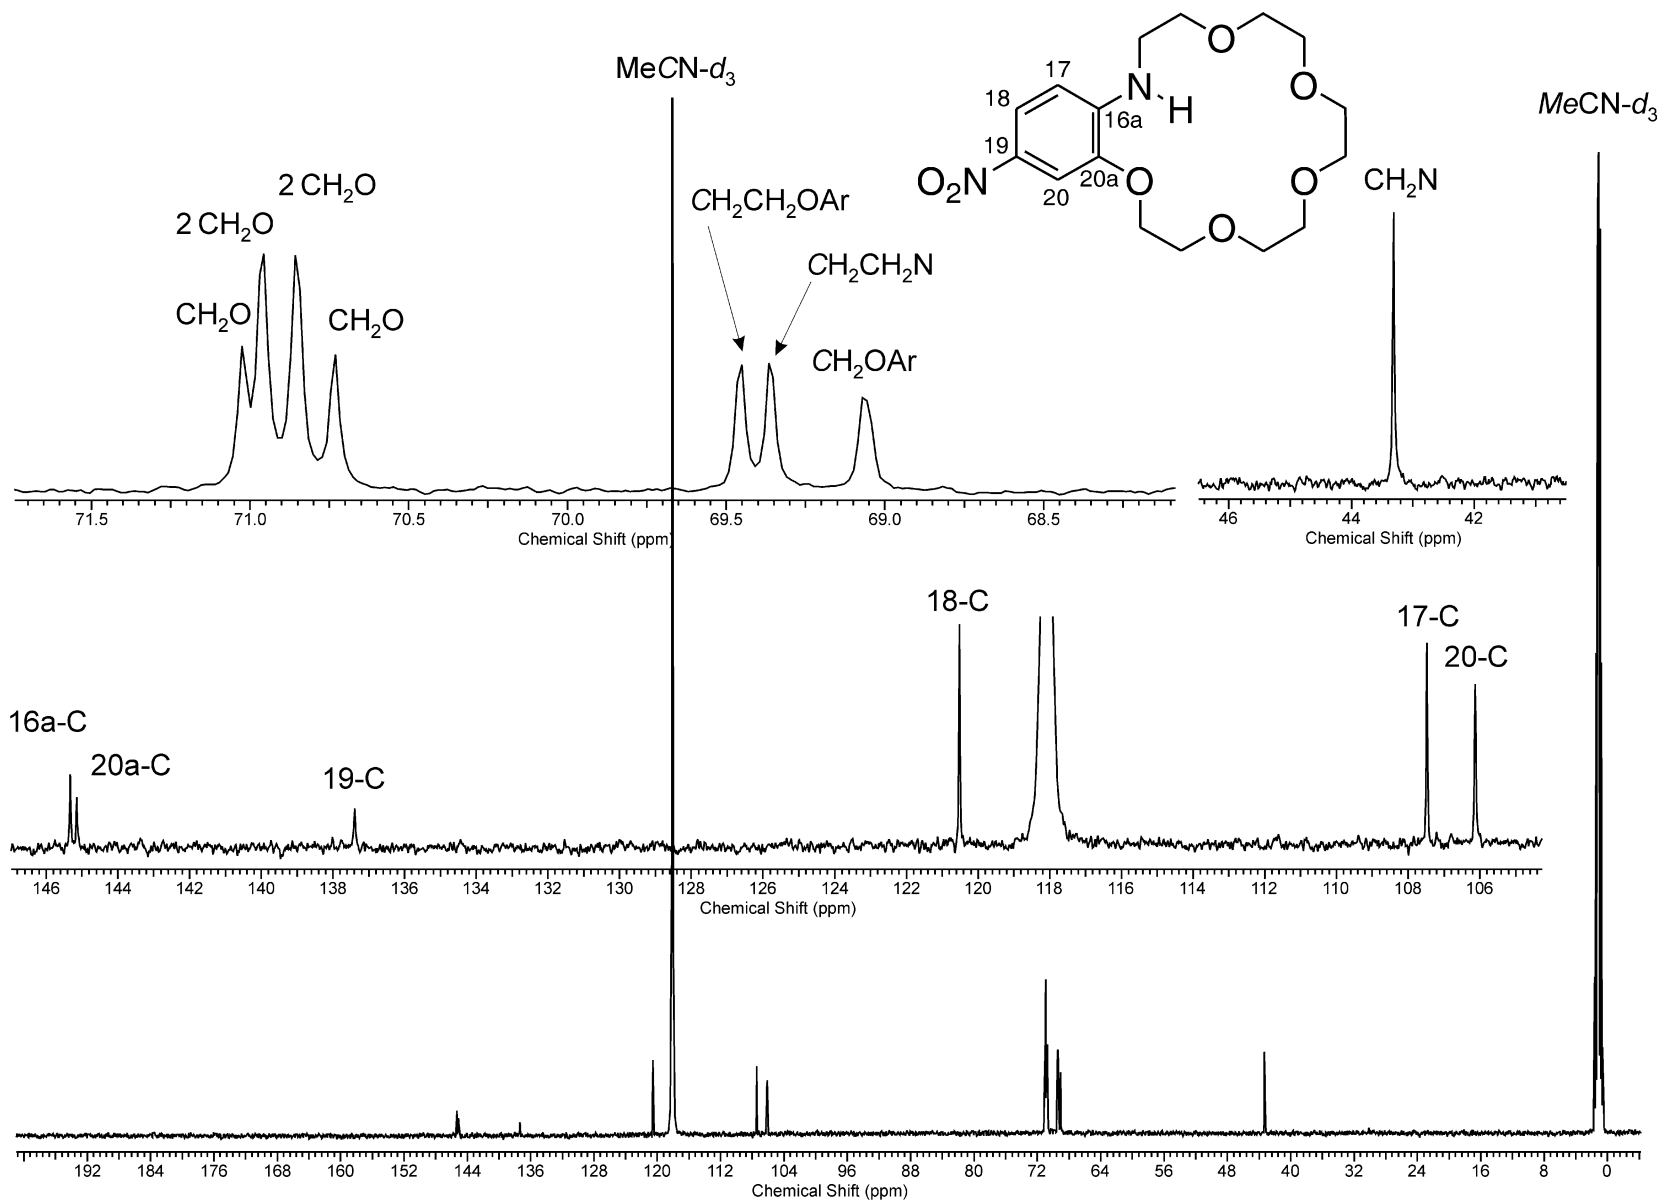 MeCN-d3
MeCN-d3
O
17
O
18
N
H
16a
19
O2N
20a
O
O
20
O
CH2N
2 CH2O
2 CH2O
CH2CH2OAr
CH2CH2N
CH2O
CH2O
CH2OAr
71.5 71.0 70.5 70.0 69.5 69.0 68.5
Chemical Shift (ppm)
46 44 42
Chemical Shift (ppm)
18-C
17-C
20-C
16a-C
20a-C
19-C
146 144 142 140 138 136 134 132 130 128 126 124 122 120 118 116 114 112 110 108 106
Chemical Shift (ppm)
192 184 176 168 160 152 144 136 128 120 112 104 96 88 80 72 64 56 48 40 32 24 16 8 0
Chemical Shift (ppm)